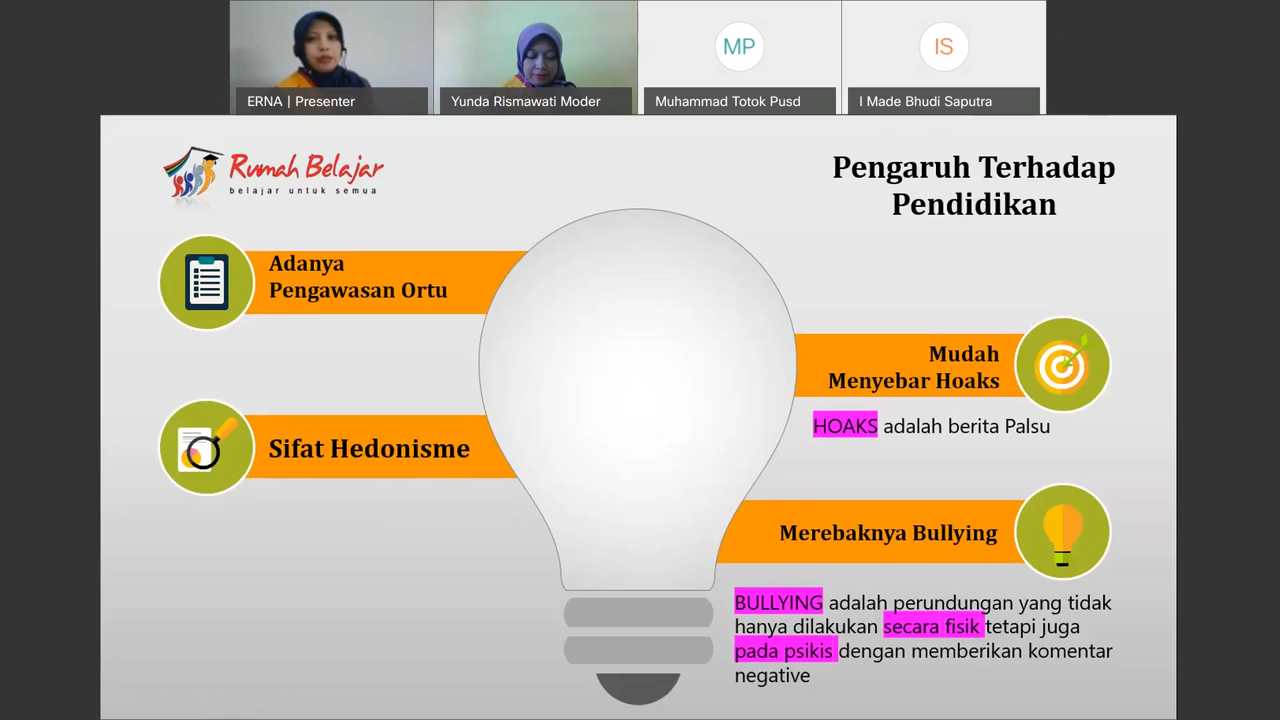 MP
IS
ERNA | Presenter
Yunda Rismawati Moder
Muhammad Totok Pusd
I Made Bhudi Saputra
Rumah Belajar
belajar untuk semua
Pengaruh Terhadap
Pendidikan
Adanya
Pengawasan Ortu
Sifat Hedonisme
Mudah
Menyebar Hoaks
HOAKS adalah berita Palsu
Merebaknya Bullying
BULLYING adalah perundungan yang tidak
hanya dilakukan secara fisik tetapi juga
pada psikis dengan memberikan komentar
negative